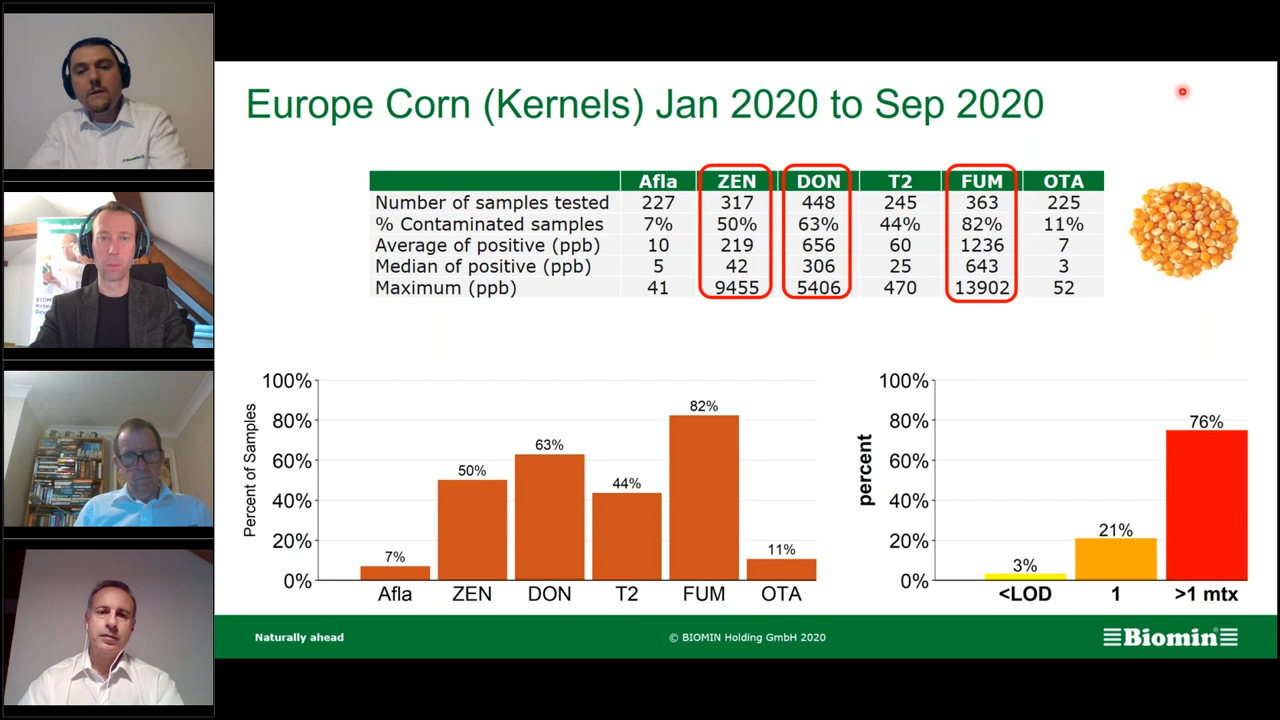 Europe Corn (Kernels) Jan 2020 to Sep 2020
Afla ZEN DON T2 FUM OTA
Number of samples tested 227 317 448 245 363 225
% Contaminated samples 7% 50% 63% 44% 82% 11%
Average of positive (ppb) 10 219 656 60 1236 7
Median of positive (ppb) 5 42 306 25 643 3
Maximum (ppb) 41 9455 5406 470 13902 52
Percent of Samples
100%
80%
60%
40%
20%
0%
7%
50%
63%
44%
82%
11%
Afla ZEN DON T2 FUM OTA
percent
100%
80%
60%
40%
20%
0%
3%
21%
76%
<LOD 1 >1 mtx
Naturally ahead
© BIOMIN Holding GmbH 2020
Biomin®